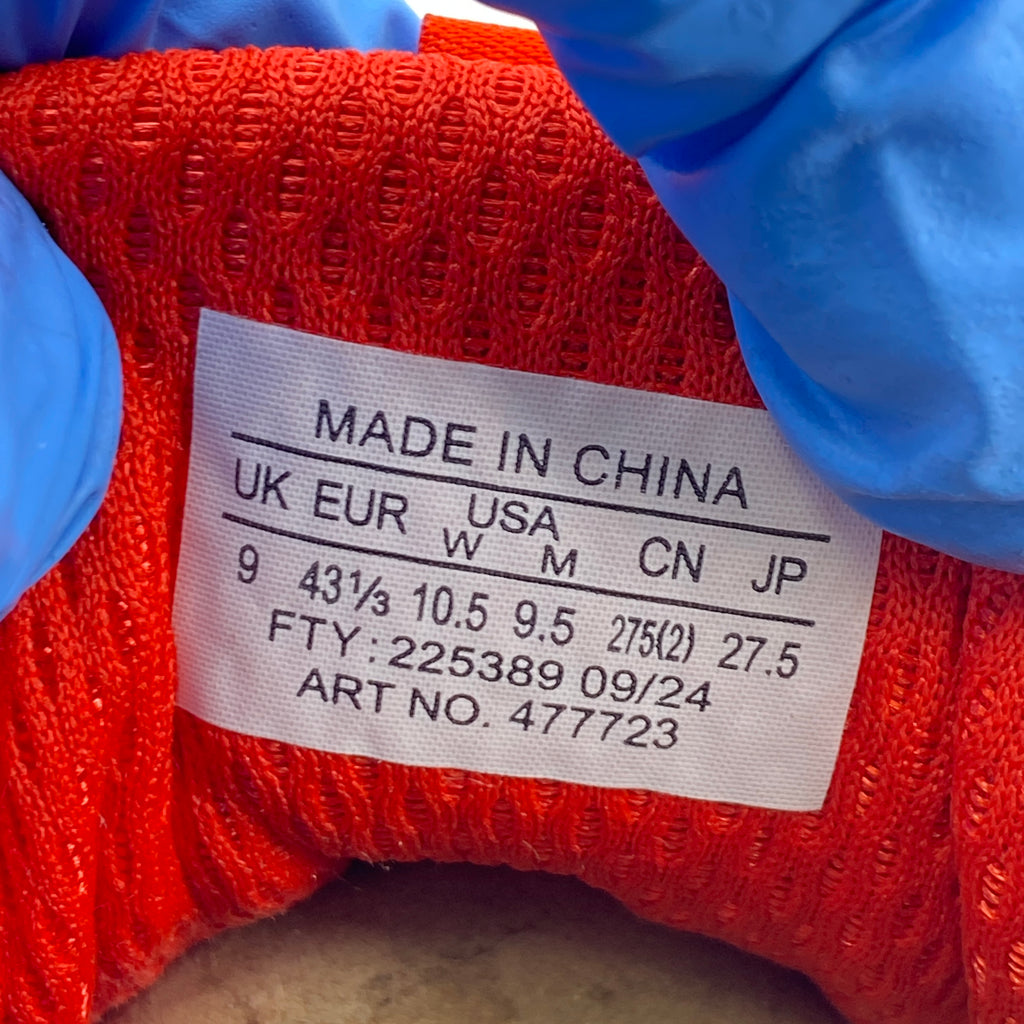 MADE IN CHINA
UK EUR USA CN JP
W M
9 43⅓ 10.5 9.5 275(2) 27.5
FTY: 225389 09/24
ART NO. 477723